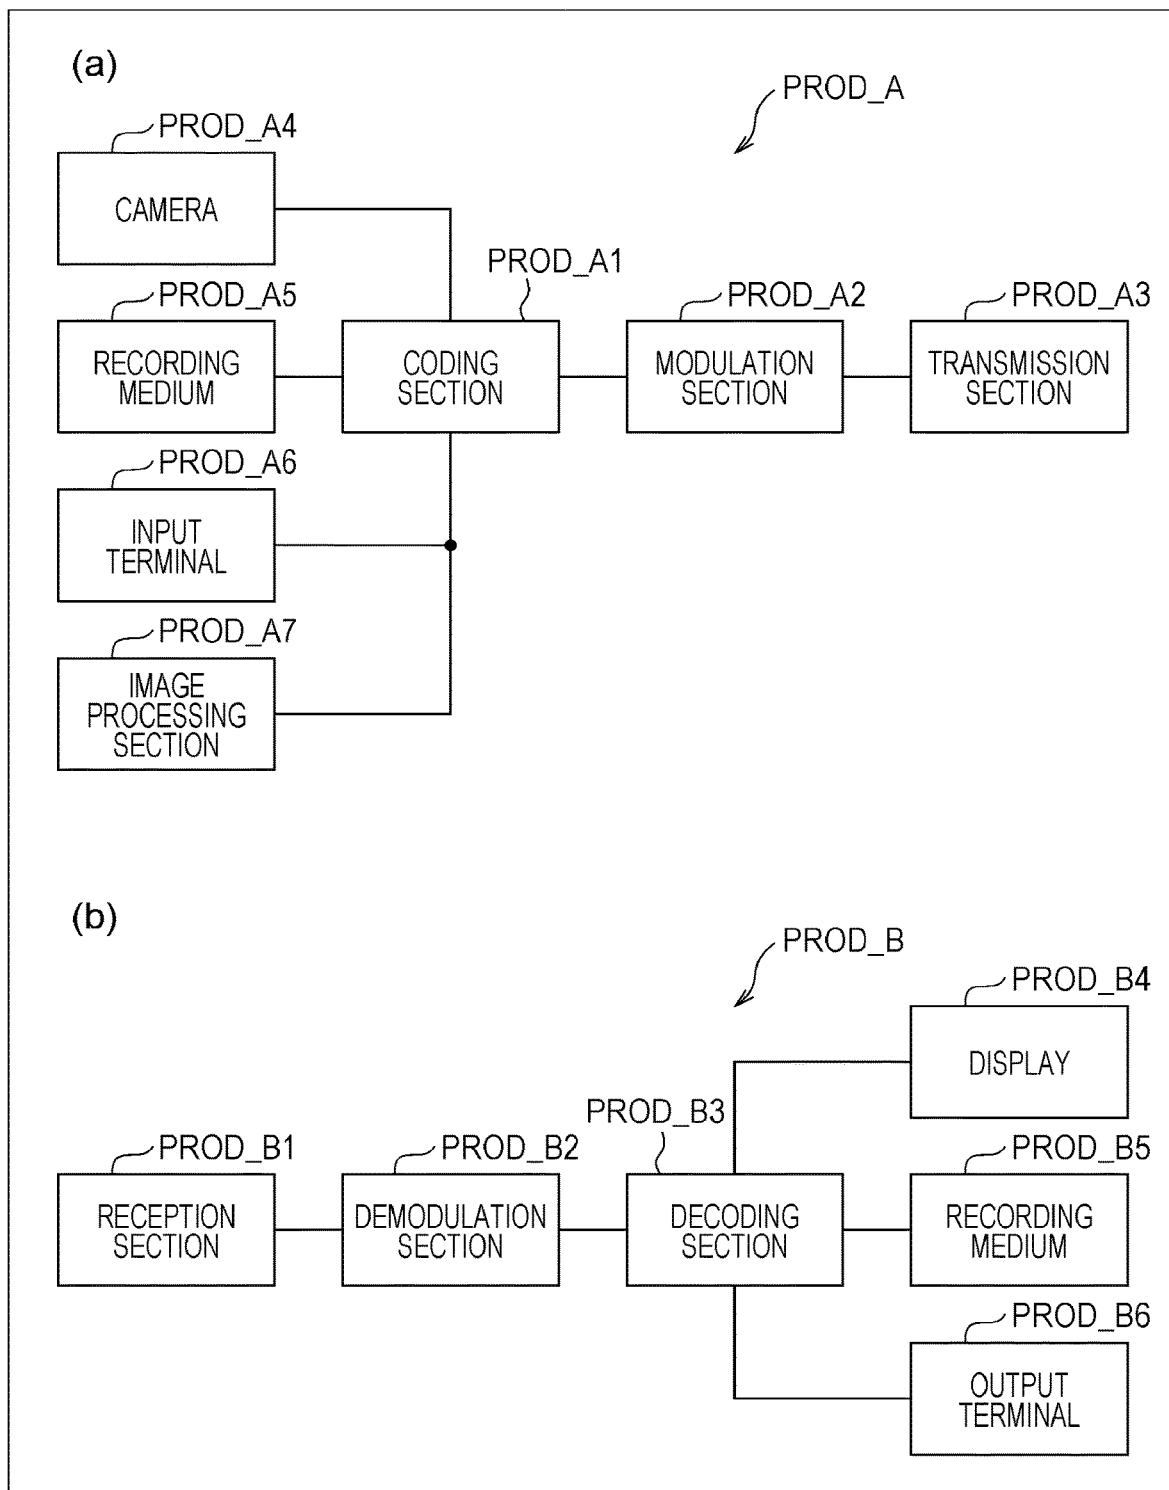 (a)
PROD_A
PROD_A4
CAMERA
PROD_A1
PROD_A5
RECORDING
MEDIUM
CODING
SECTION
PROD_A2
MODULATION
SECTION
PROD_A3
TRANSMISSION
SECTION
PROD_A6
INPUT
TERMINAL
PROD_A7
IMAGE
PROCESSING
SECTION
(b)
PROD_B
PROD_B4
DISPLAY
PROD_B1
RECEPTION
SECTION
PROD_B2
DEMODULATION
SECTION
PROD_B3
DECODING
SECTION
PROD_B5
RECORDING
MEDIUM
PROD_B6
OUTPUT
TERMINAL